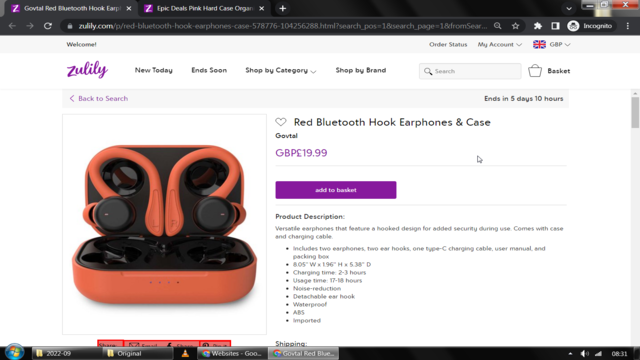 Govtal Red Bluetooth Hook Earph
Epic Deals Pink Hard Case Organi
zulily.com/p/red-bluetooth-hook-earphones-case-578776-104256288.html?search_pos=1&search_page=1&fromSear...
Incognito
Welcome!
Order Status
My Account
GBP
zulily
New Today
Ends Soon
Shop by Category
Shop by Brand
Search
Basket
Back to Search
Ends in 5 days 10 hours
Red Bluetooth Hook Earphones & Case
Govtal
GBP£19.99
add to basket
Product Description:
Versatile earphones that feature a hooked design for added security during use. Comes with case
and charging cable.
Includes two earphones, two ear hooks, one type-C charging cable, user manual, and
packing box
8.05'' W x 1.96'' H x 5.38'' D
Charging time: 2-3 hours
Usage time: 17-18 hours
Noise-reduction
Detachable ear hook
Waterproof
ABS
Imported
Shipping:
Share
Email
Share
2022-09
Original
Websites - Goo...
Govtal Red Blue...
08:31